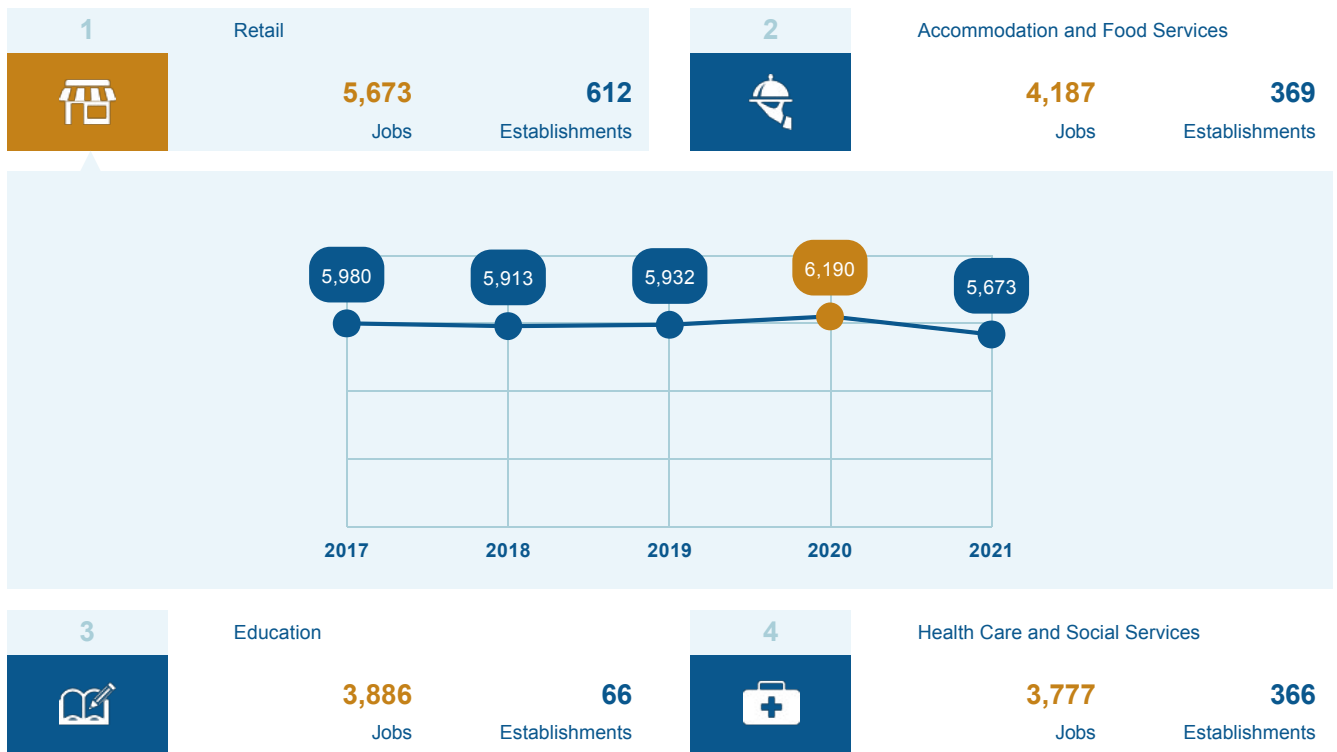 1
Retail
5,673
Jobs
612
Establishments
2
Accommodation and Food Services
4,187
Jobs
369
Establishments
5,980
5,913
5,932
6,190
5,673
2017
2018
2019
2020
2021
3
Education
3,886
Jobs
66
Establishments
4
Health Care and Social Services
3,777
Jobs
366
Establishments